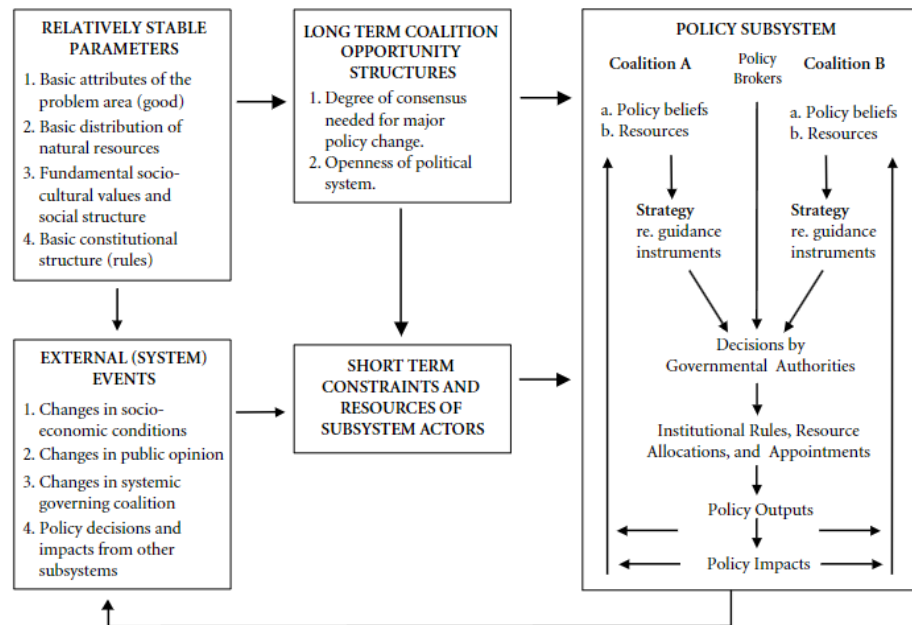 RELATIVELY STABLE
PARAMETERS
1. Basic attributes of the
problem area (good)
2. Basic distribution of
natural resources
3. Fundamental socio-
cultural values and
social structure
4. Basic constitutional
structure (rules)
LONG TERM COALITION
OPPORTUNITY
STRUCTURES
1. Degree of consensus
needed for major
policy change.
2. Openness of political
system.
EXTERNAL (SYSTEM)
EVENTS
1. Changes in socio-
economic conditions
2. Changes in public opinion
3. Changes in systemic
governing coalition
4. Policy decisions and
impacts from other
subsystems
SHORT TERM
CONSTRAINTS AND
RESOURCES OF
SUBSYSTEM ACTORS
POLICY SUBSYSTEM
Coalition A
a. Policy beliefs
b. Resources
Strategy
re. guidance
instruments
Policy
Brokers
Coalition B
a. Policy beliefs
b. Resources
Strategy
re. guidance
instruments
Decisions by
Governmental Authorities
Institutional Rules, Resource
Allocations, and Appointments
Policy Outputs
Policy Impacts